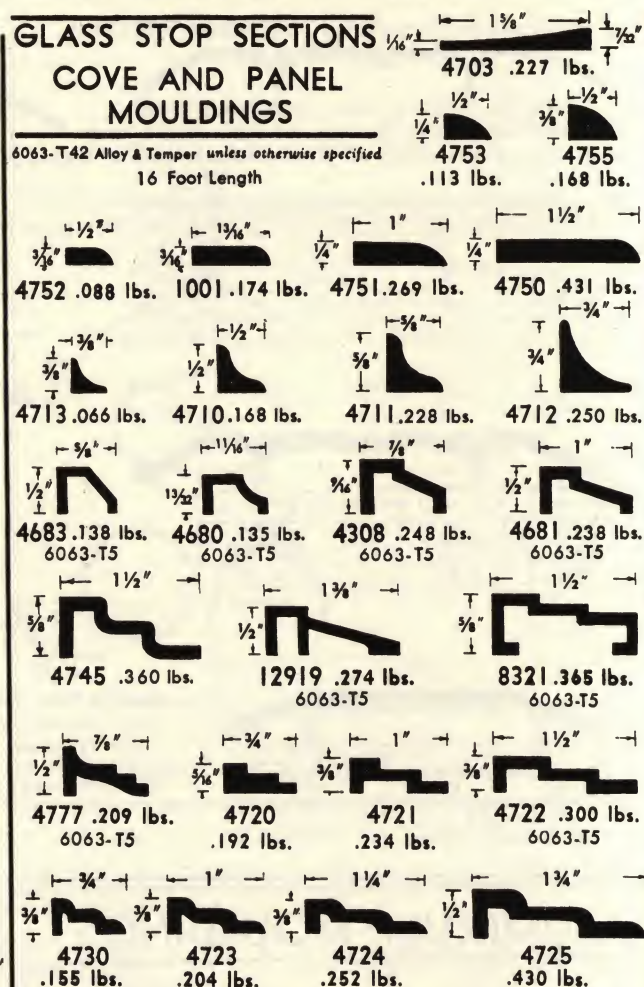 GLASS STOP SECTIONS
COVE AND PANEL
MOULDINGS
6063-T42 Alloy & Temper unless otherwise specified
16 Foot Length
1⅝"
1/16" 7/32"
4703 .227 lbs.
½" ½"
¼" ⅜"
4753 4755
.113 lbs. .168 lbs.
½" 13/16" 1" 1½"
3/16" 3/16" ¼" ¼"
4752 .088 lbs. 1001 .174 lbs. 4751 .269 lbs. 4750 .431 lbs.
⅜" ½" ⅝" ¾"
⅜" ½" ⅝" ¾"
4713 .066 lbs. 4710 .168 lbs. 4711 .228 lbs. 4712 .250 lbs.
⅝" 11/16" ⅞" 1"
½" 13/32" 9/16" ½"
4683 .138 lbs. 4680 .135 lbs. 4308 .248 lbs. 4681 .238 lbs.
6063-T5 6063-T5 6063-T5 6063-T5
1½" 1⅜" 1½"
⅝" ½" ⅝"
4745 .360 lbs. 12919 .274 lbs. 8321 .365 lbs.
6063-T5 6063-T5
⅞" ¾" 1" 1½"
½" 5/16" ⅜" ⅜"
4777 .209 lbs. 4720 4721 4722 .300 lbs.
6063-T5 .192 lbs. .234 lbs. 6063-T5
¾" 1" 1¼" 1¾"
⅜" ⅜" ⅜" ½"
4730 4723 4724 4725
.155 lbs. .204 lbs. .252 lbs. .430 lbs.